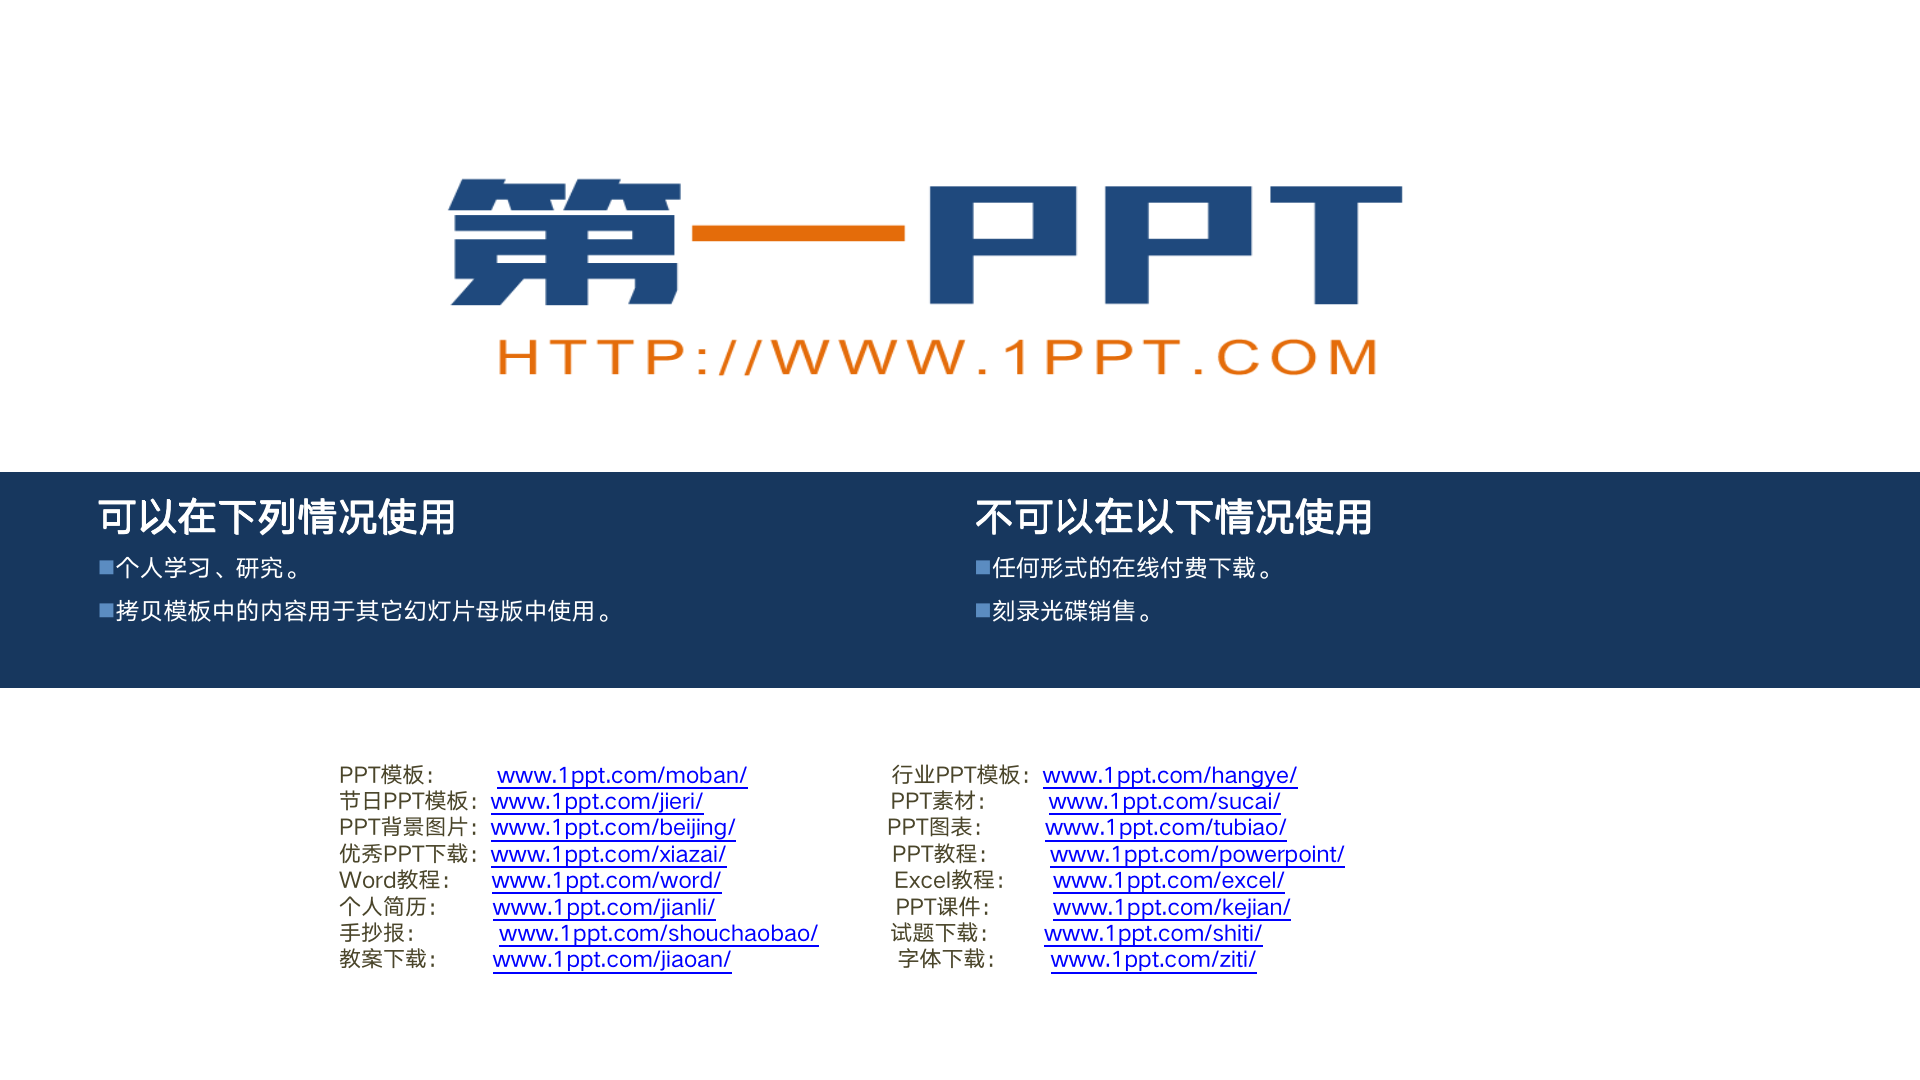 第一PPT
HTTP://WWW.1PPT.COM
可以在下列情况使用
■个人学习、研究。
■拷贝模板中的内容用于其它幻灯片母版中使用。
不可以在以下情况使用
■任何形式的在线付费下载。
■刻录光碟销售。
PPT模板： www.1ppt.com/moban/ 行业PPT模板：www.1ppt.com/hangye/
节日PPT模板：www.1ppt.com/jieri/ PPT素材： www.1ppt.com/sucai/
PPT背景图片：www.1ppt.com/beijing/ PPT图表： www.1ppt.com/tubiao/
优秀PPT下载：www.1ppt.com/xiazai/ PPT教程： www.1ppt.com/powerpoint/
Word教程： www.1ppt.com/word/ Excel教程： www.1ppt.com/excel/
个人简历： www.1ppt.com/jianli/ PPT课件： www.1ppt.com/kejian/
手抄报： www.1ppt.com/shouchaobao/ 试题下载： www.1ppt.com/shiti/
教案下载： www.1ppt.com/jiaoan/ 字体下载： www.1ppt.com/ziti/